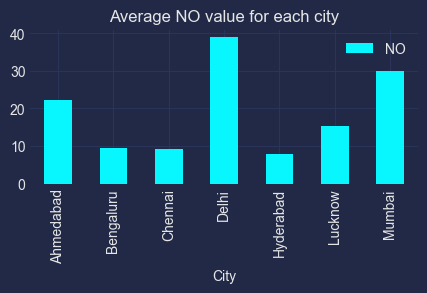 Average NO value for each city
NO
40
30
20
10
0
Ahmedabad
Bengaluru
Chennai
Delhi
Hyderabad
Lucknow
Mumbai
City